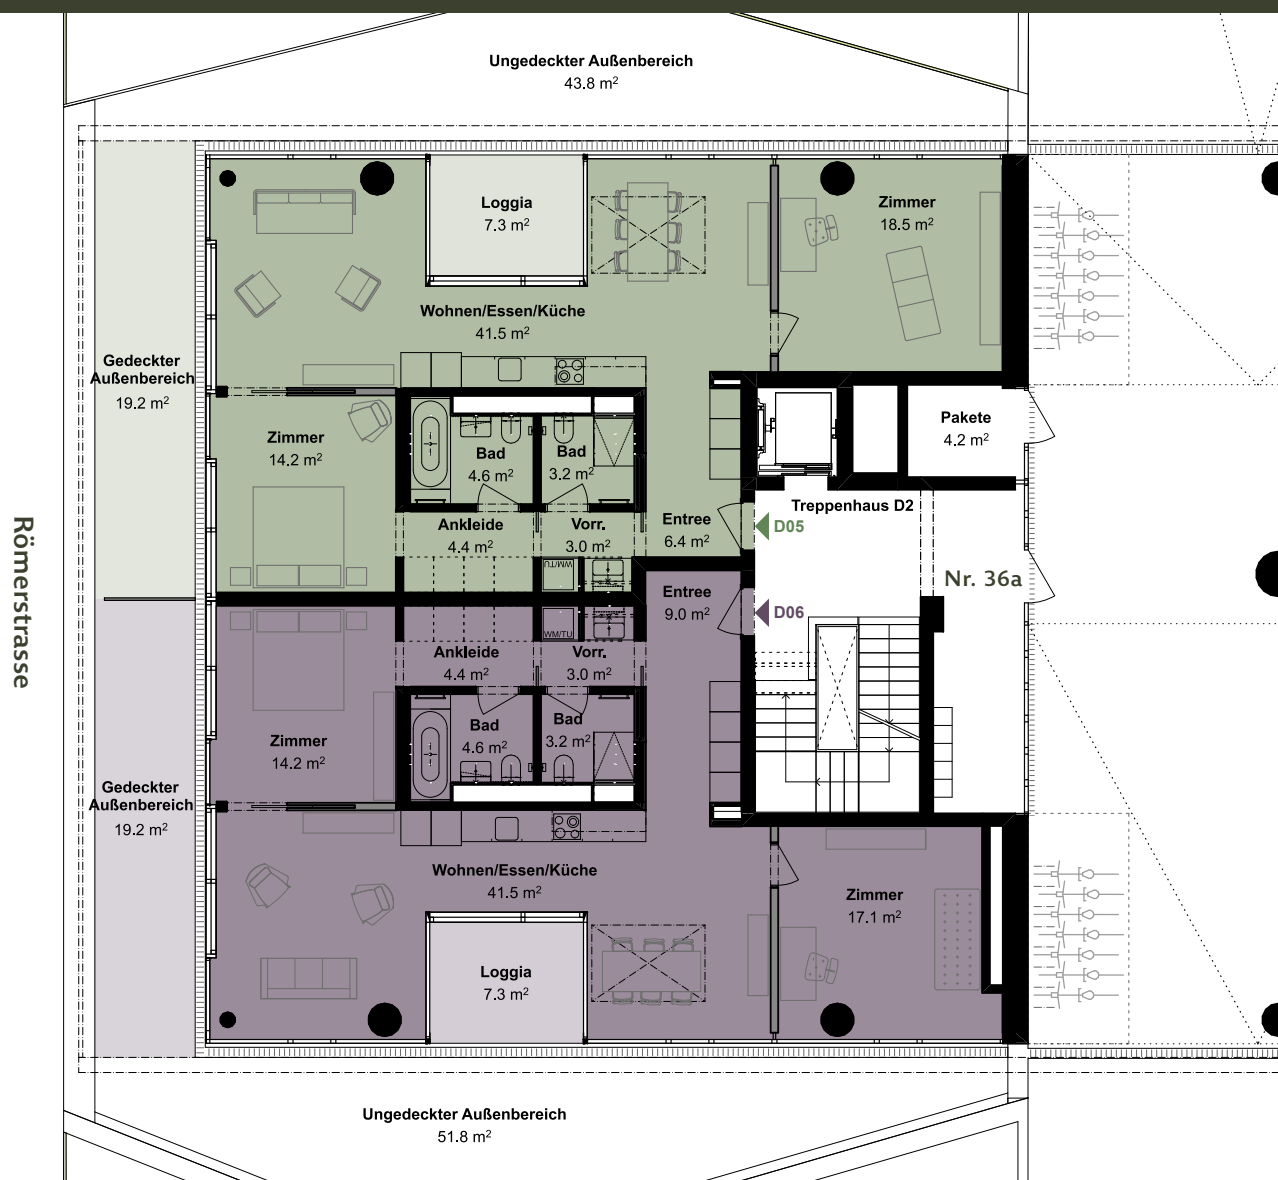 Ungedeckter Außenbereich
43.8 m²
Loggia
7.3 m²
Zimmer
18.5 m²
Wohnen/Essen/Küche
41.5 m²
Gedeckter
Außenbereich
19.2 m²
Zimmer
14.2 m²
Bad
4.6 m²
Bad
3.2 m²
Pakete
4.2 m²
Treppenhaus D2
Ankleide
4.4 m²
Vorr.
3.0 m²
Entree
6.4 m²
D05
WM/TU
Nr. 36a
Römerstrasse
Entree
9.0 m²
D06
WM/TU
Ankleide
4.4 m²
Vorr.
3.0 m²
Zimmer
14.2 m²
Bad
4.6 m²
Bad
3.2 m²
Gedeckter
Außenbereich
19.2 m²
Wohnen/Essen/Küche
41.5 m²
Zimmer
17.1 m²
Loggia
7.3 m²
Ungedeckter Außenbereich
51.8 m²